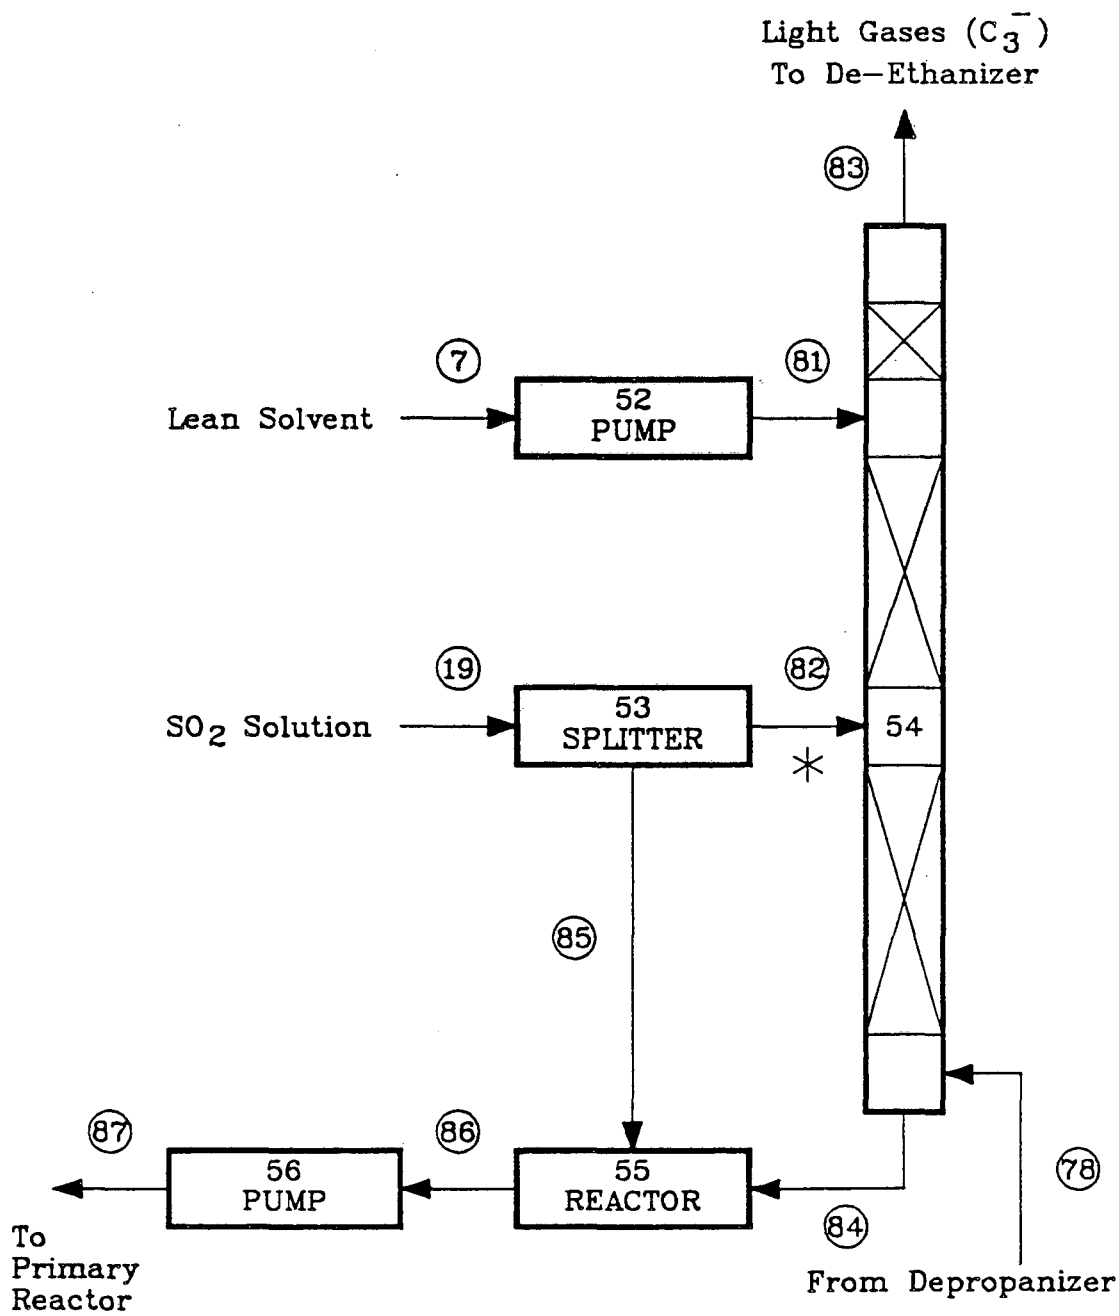 Light Gases (C₃⁻)
To De-Ethanizer
83
7
81
Lean Solvent
52
PUMP
19
82
SO₂ Solution
53
SPLITTER
54
*
85
87
86
78
56
PUMP
55
REACTOR
84
To
Primary
Reactor
From Depropanizer